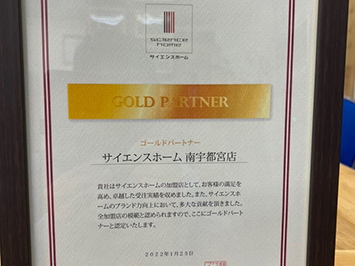 science
home
サイエンスホーム
GOLD PARTNER
ゴールドパートナー
サイエンスホーム 南宇都宮店
貴社はサイエンスホームの加盟店として、お客様の満足を
高め、卓越した受注実績を収めました。また、サイエンスホ
ームのブランド力向上において、多大な貢献を頂きました。
全加盟店の模範と認められますので、ここにゴールドパート
ナーと認定いたします。
2022年1月25日